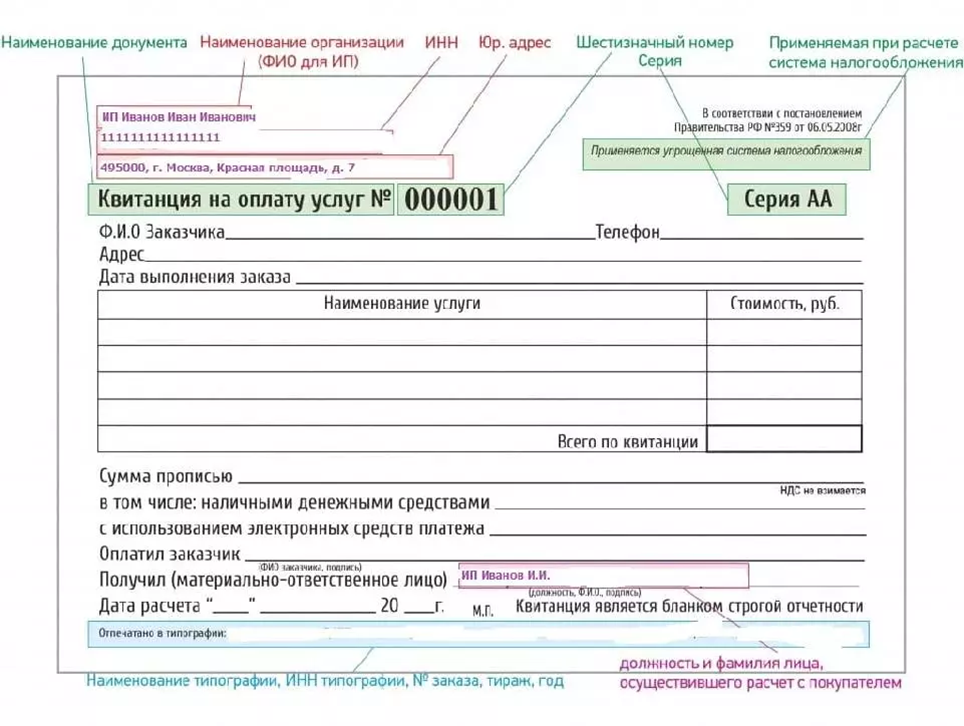 Наименование документа
Наименование организации
(ФИО для ИП)
ИНН
Юр. адрес
Шестизначный номер
Серия
Применяемая при расчете
система налогообложения
ИП Иванов Иван Иванович
1111111111111111
495000, г. Москва, Красная площадь, д. 7
В соответствии с постановлением
Правительства РФ №359 от 06.05.2008г
Применяется упрощенная система налогообложения
Квитанция на оплату услуг № 000001 Серия АА
Ф.И.О Заказчика Телефон
Адрес
Дата выполнения заказа
Наименование услуги Стоимость, руб.
Всего по квитанции
Сумма прописью
НДС не взимается
в том числе: наличными денежными средствами
с использованием электронных средств платежа
Оплатил заказчик
(ФИО заказчика, подпись)
Получил (материально-ответственное лицо) ИП Иванов И.И.
(должность, Ф.И.О., подпись)
Дата расчета “____” ____________ 20 ___г. М.П. Квитанция является бланком строгой отчетности
Отпечатано в типографии:
Наименование типографии, ИНН типографии, № заказа, тираж, год
должность и фамилия лица,
осуществившего расчет с покупателем